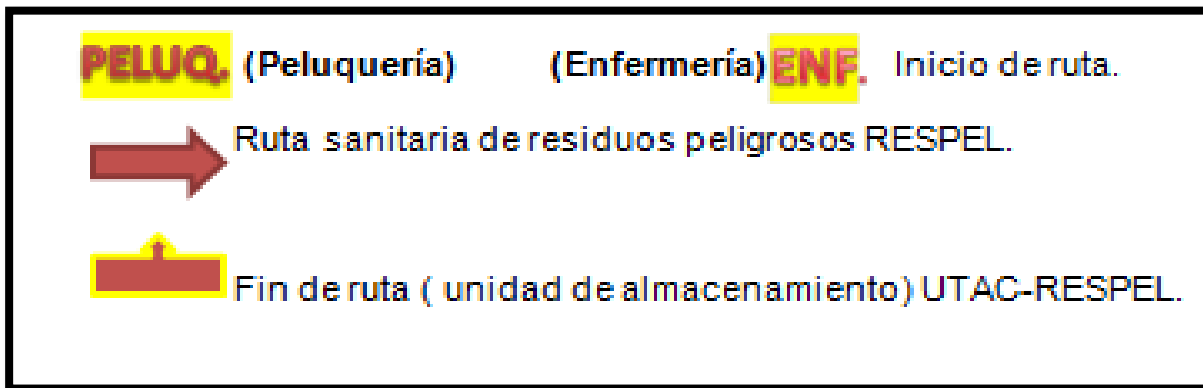 PELUQ. (Peluquería) (Enfermería) ENF. Inicio de ruta.
Ruta sanitaria de residuos peligrosos RESPEL.
Fin de ruta ( unidad de almacenamiento) UTAC-RESPEL.